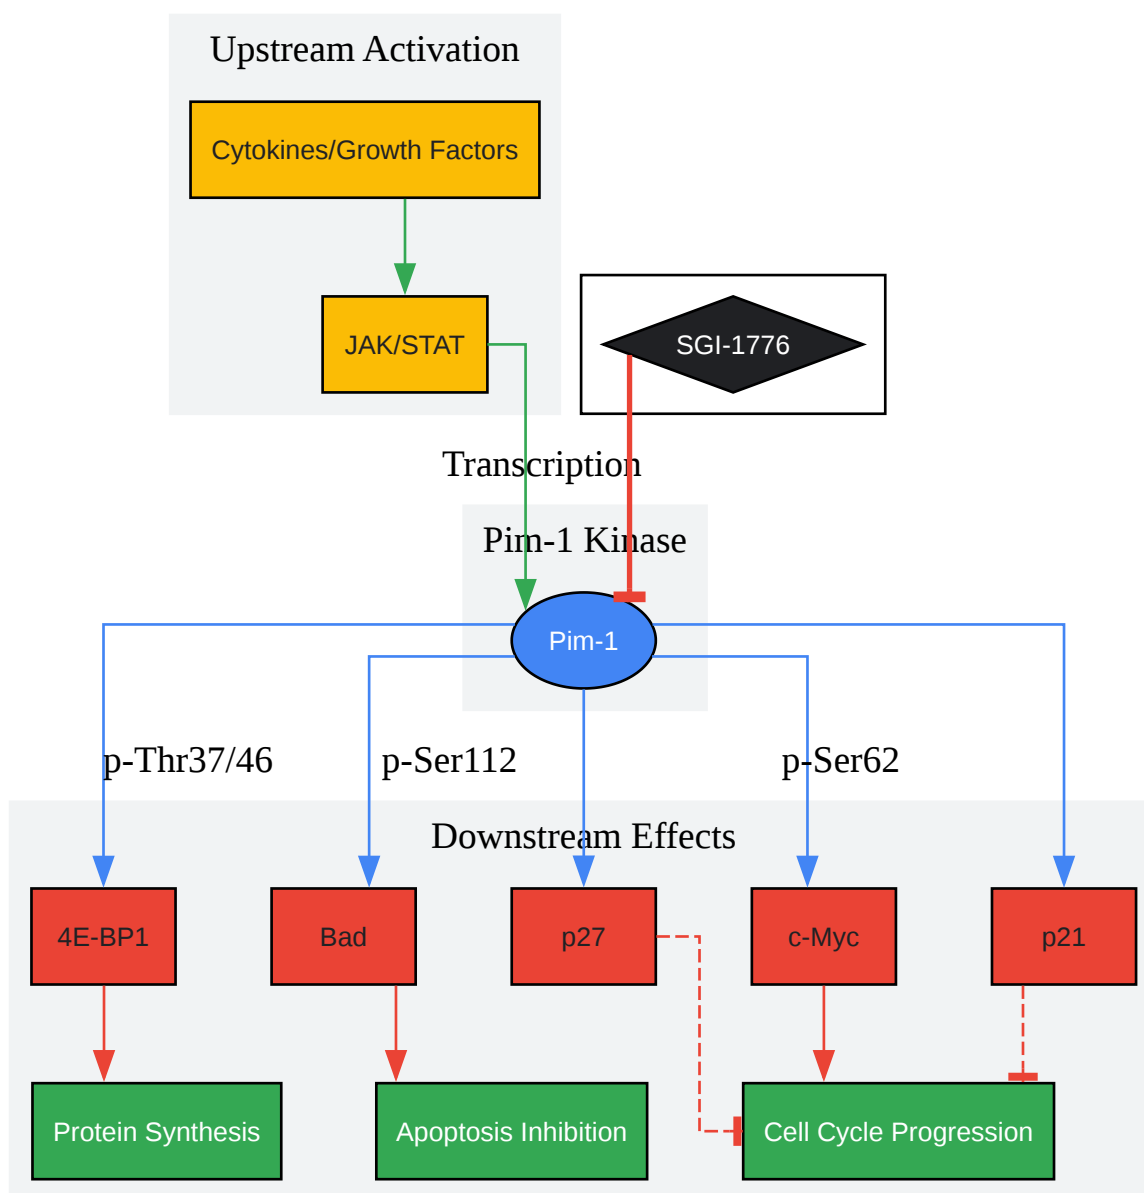 Upstream Activation
Cytokines/Growth Factors
JAK/STAT
SGI-1776
Transcription
Pim-1 Kinase
Pim-1
p-Thr37/46
p-Ser112
p-Ser62
Downstream Effects
4E-BP1
Bad
p27
c-Myc
p21
Protein Synthesis
Apoptosis Inhibition
Cell Cycle Progression